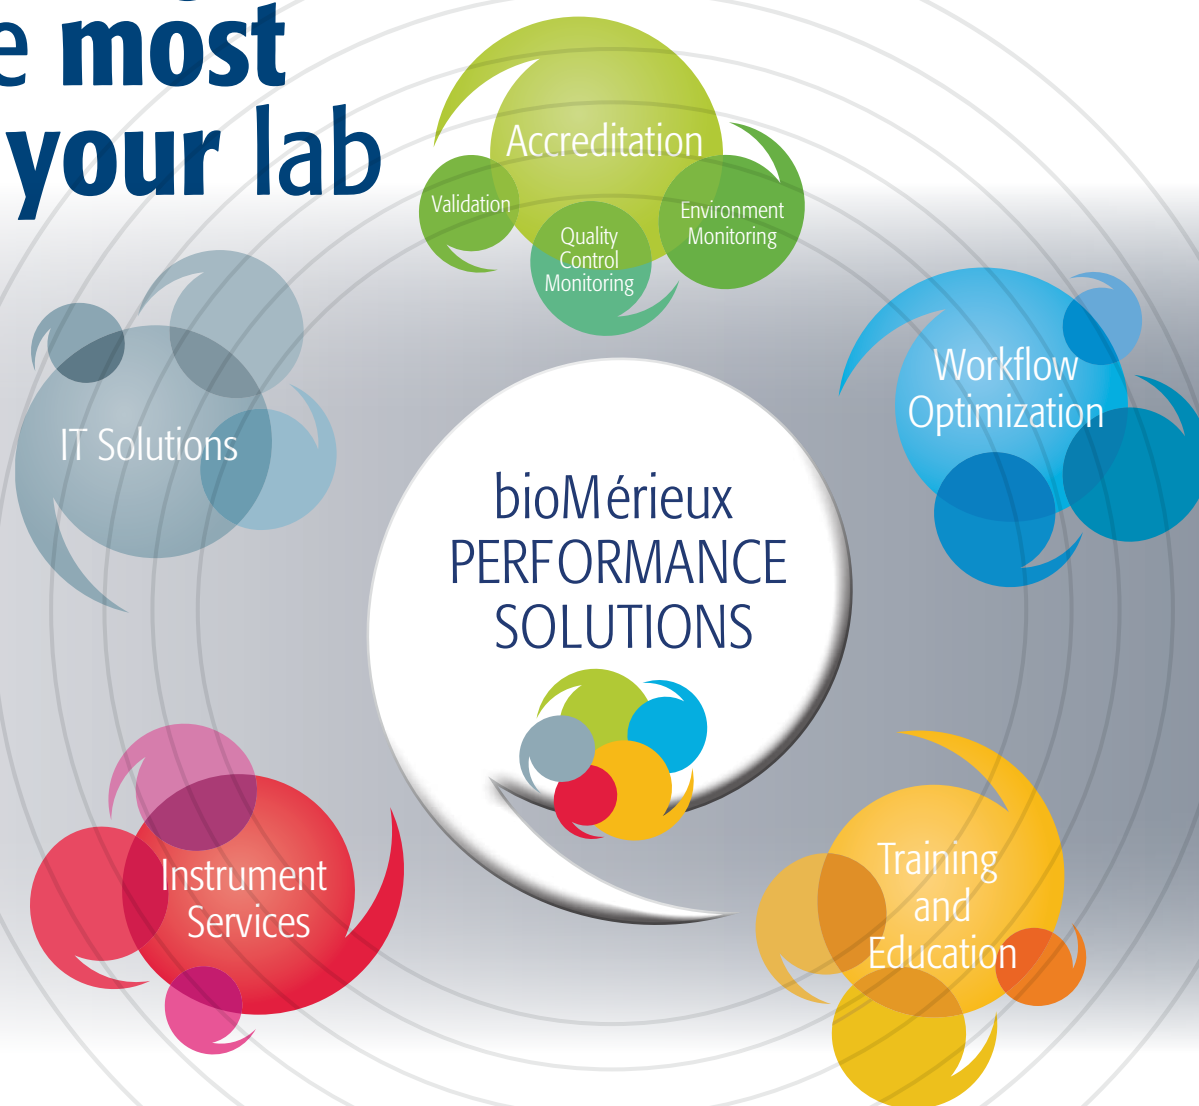 e most
your lab
Accreditation
Validation
Quality
Control
Monitoring
Environment
Monitoring
IT Solutions
Workflow
Optimization
bioMérieux
PERFORMANCE
SOLUTIONS
Instrument
Services
Training
and
Education